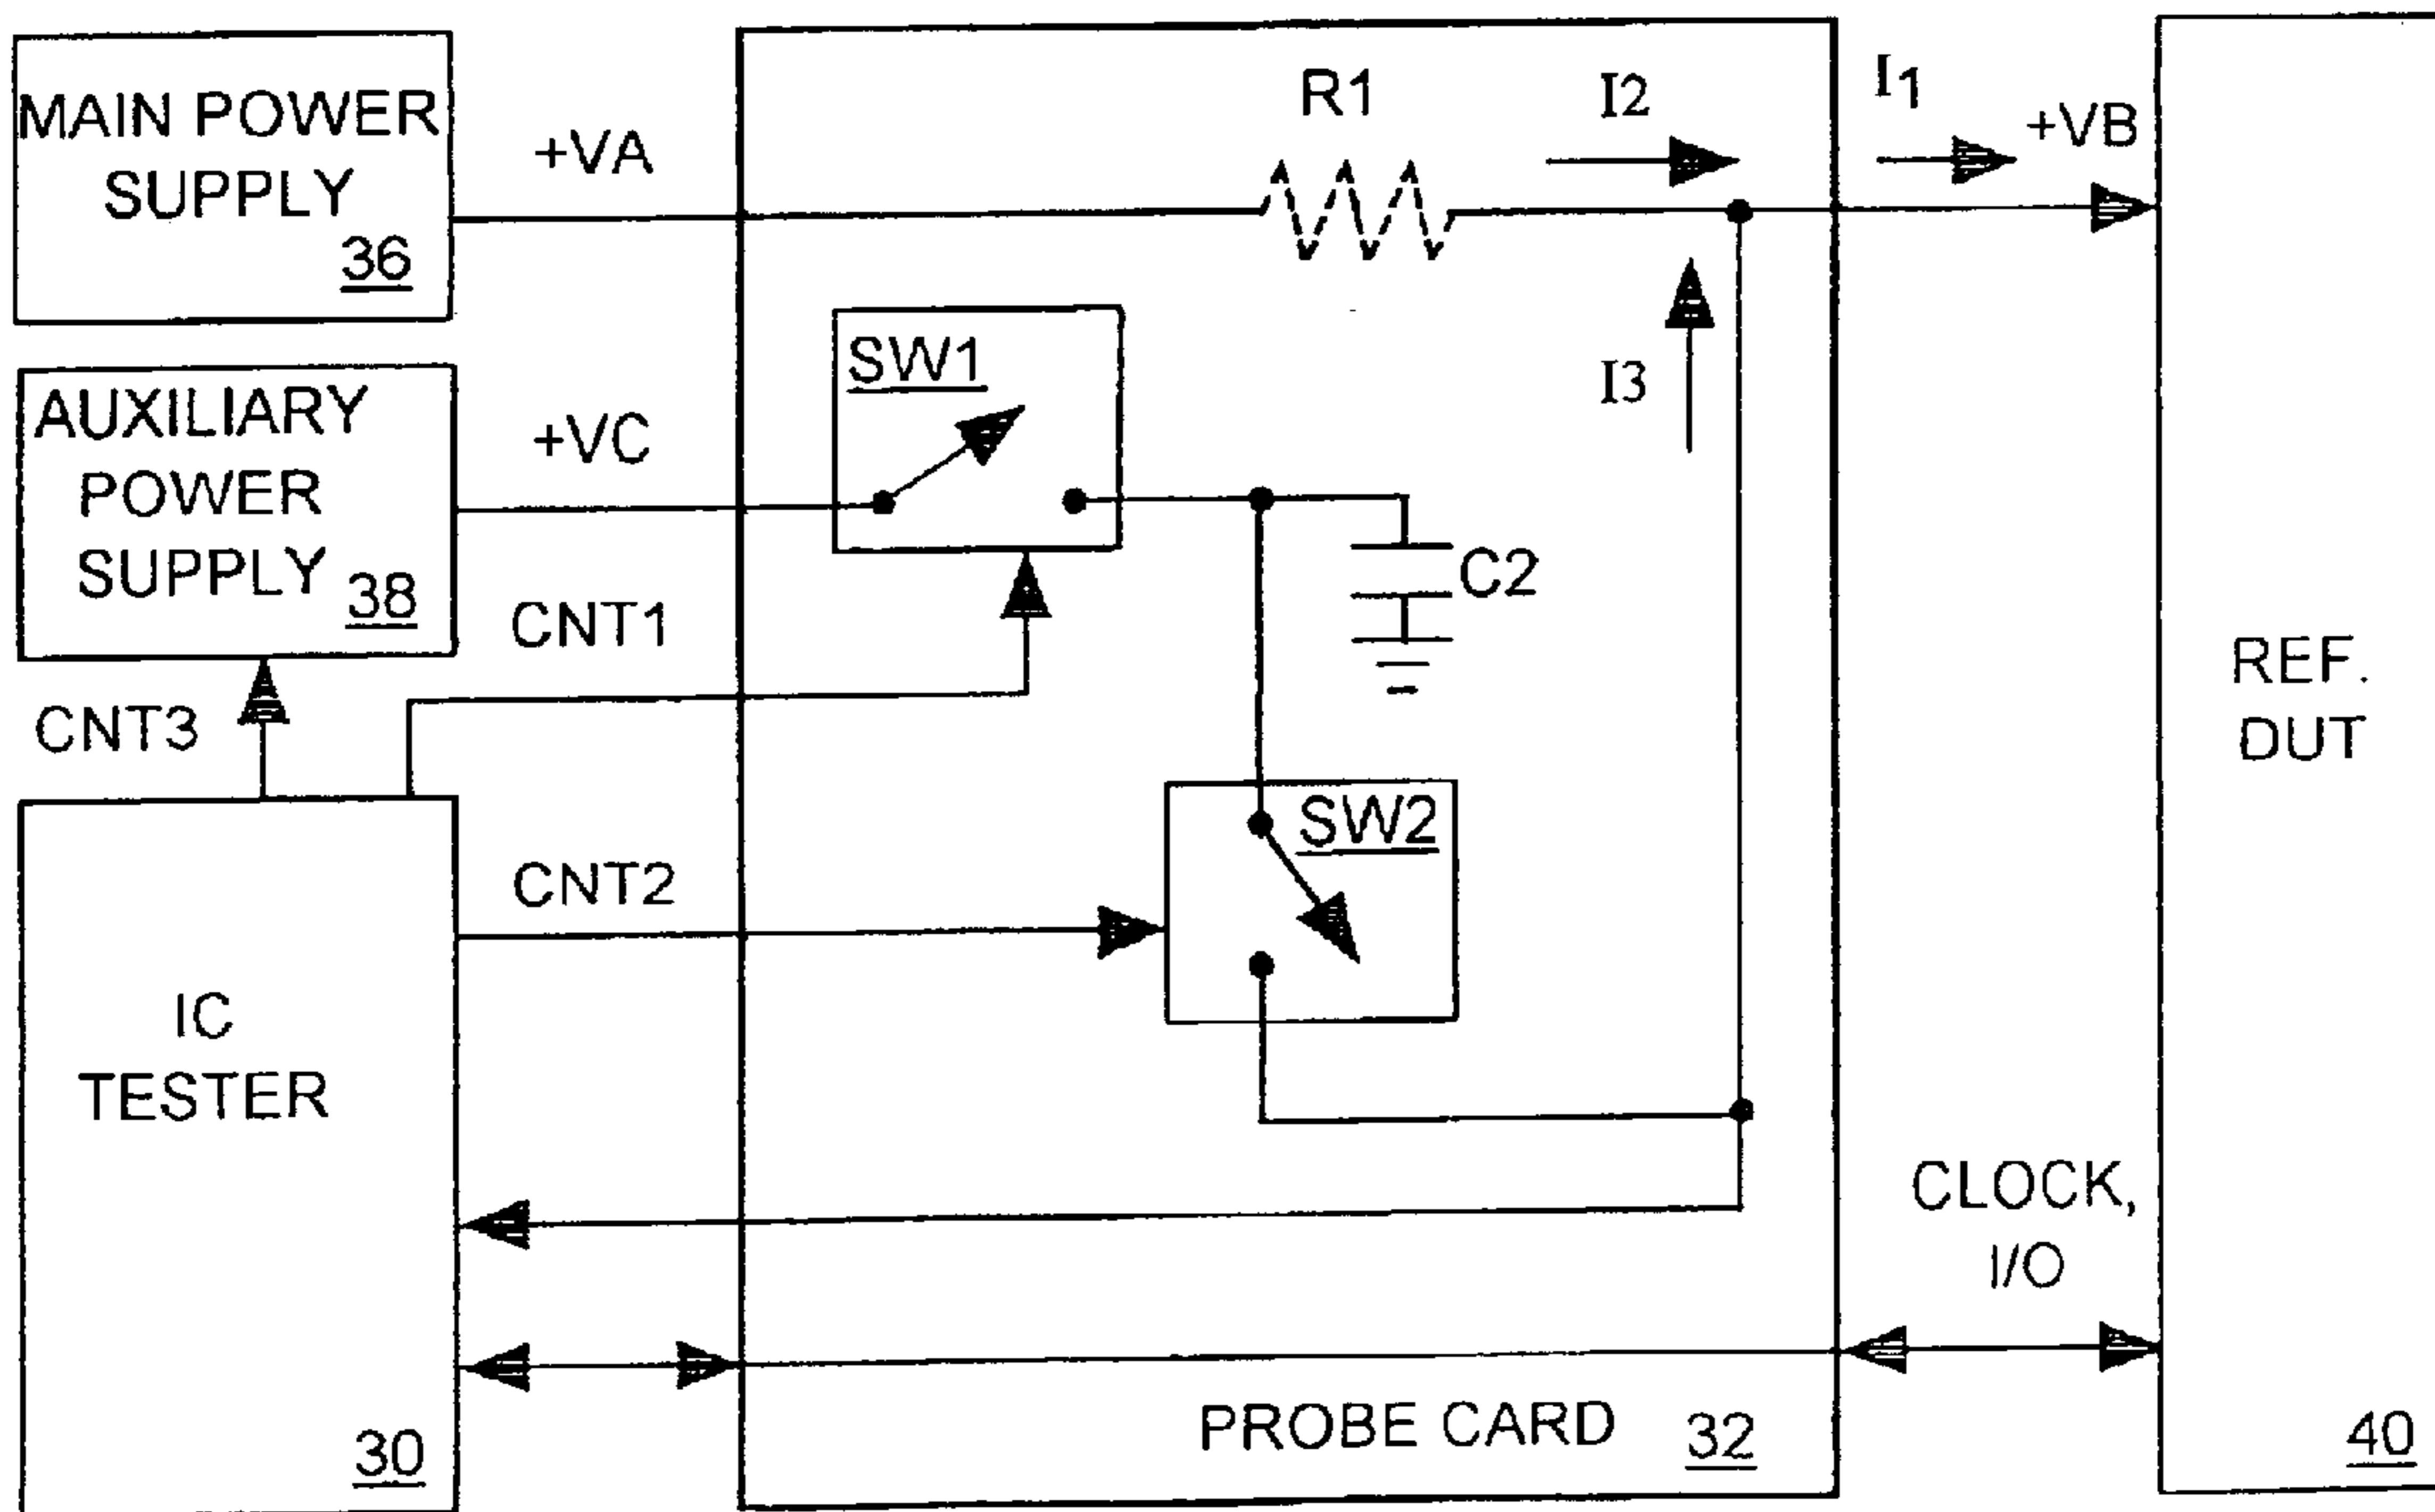 MAIN POWER
SUPPLY
36
+VA
R1
I2
I1
+VB
AUXILIARY
POWER
SUPPLY
38
+VC
SW1
I3
C2
CNT1
CNT3
CNT2
SW2
IC
TESTER
30
REF.
DUT
CLOCK,
I/O
PROBE CARD
32
40